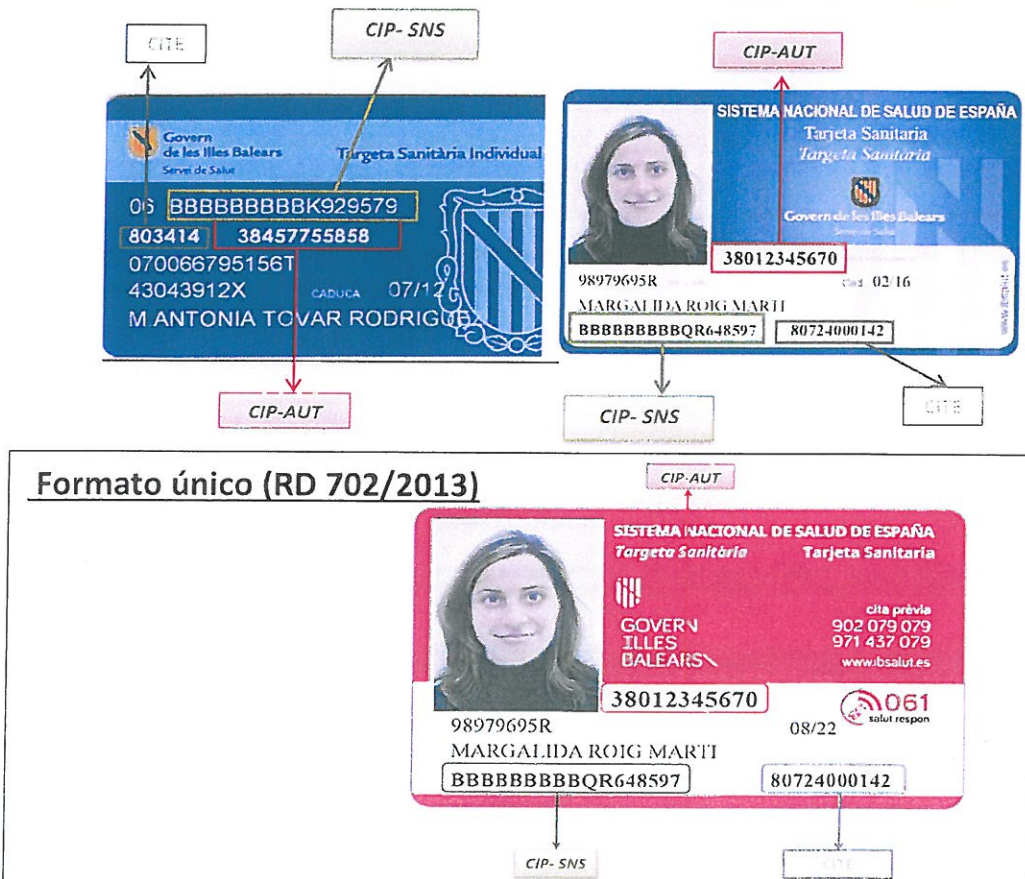 CITE
CIP- SNS
CIP-AUT
Govern
de les Illes Balears
Servei de Salut
Targeta Sanitària Individual
06 BBBBBBBBBBK929579
803414 38457755858
070066795156T
43043912X CADUCA 07/12
M.ANTONIA TOVAR RODRIGUE
CIP-AUT
SISTEMA NACIONAL DE SALUD DE ESPAÑA
Tarjeta Sanitaria
Targeta Sanitaria
Govern de les Illes Balears
Servei de Salut
38012345670
98979695R 02/16
MARGALIDA ROIG MARTI
BBBBBBBBBBQR648597 80724000142
CIP- SNS
CITE
Formato único (RD 702/2013)
CIP-AUT
SISTEMA NACIONAL DE SALUD DE ESPAÑA
Targeta Sanitària Tarjeta Sanitaria
GOVERN
ILLES
BALEARS
cita prèvia
902 079 079
971 437 079
www.ibsalut.es
38012345670
061
salut respon
98979695R 08/22
MARGALIDA ROIG MARTI
BBBBBBBBBBQR648597 80724000142
CIP- SNS
CITE